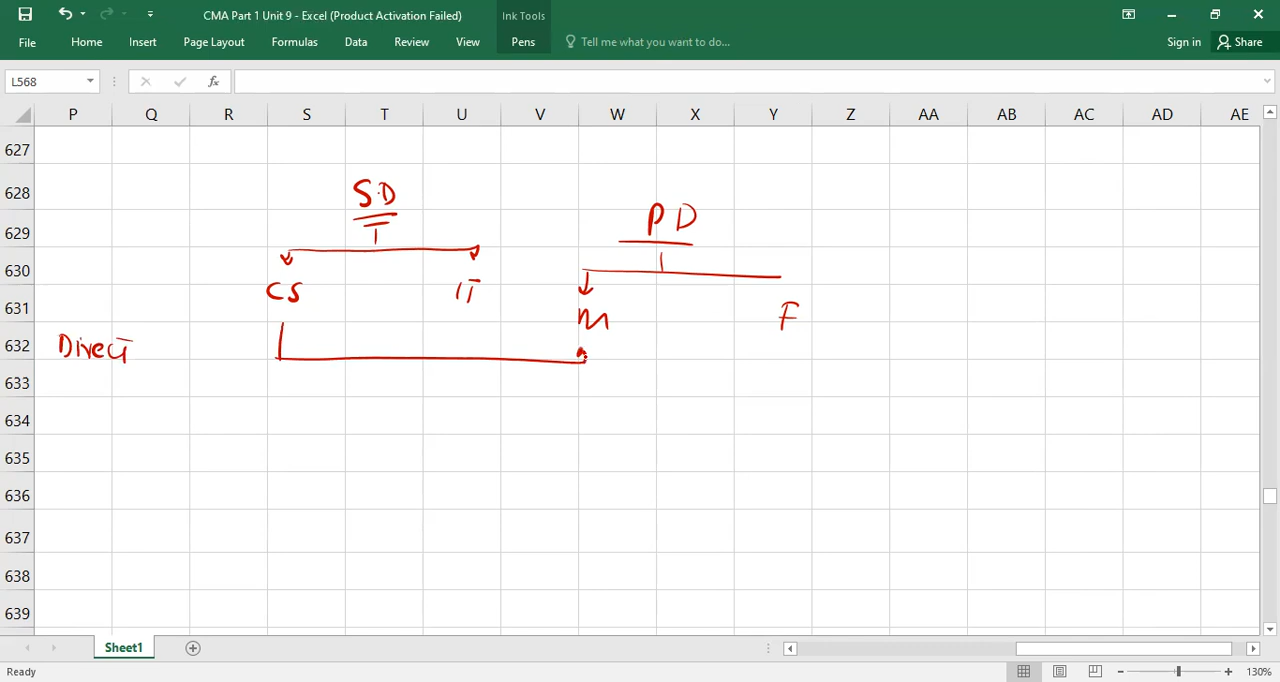 CMA Part 1 Unit 9 - Excel (Product Activation Failed)
Ink Tools
File Home Insert Page Layout Formulas Data Review View Pens Tell me what you want to do... Sign in Share
L568 fx
P Q R S T U V W X Y Z AA AB AC AD AE
627
628 S.D
629 P D
630
631 CS IT M F
632 Direct
633
634
635
636
637
638
639
Sheet1
Ready 130%